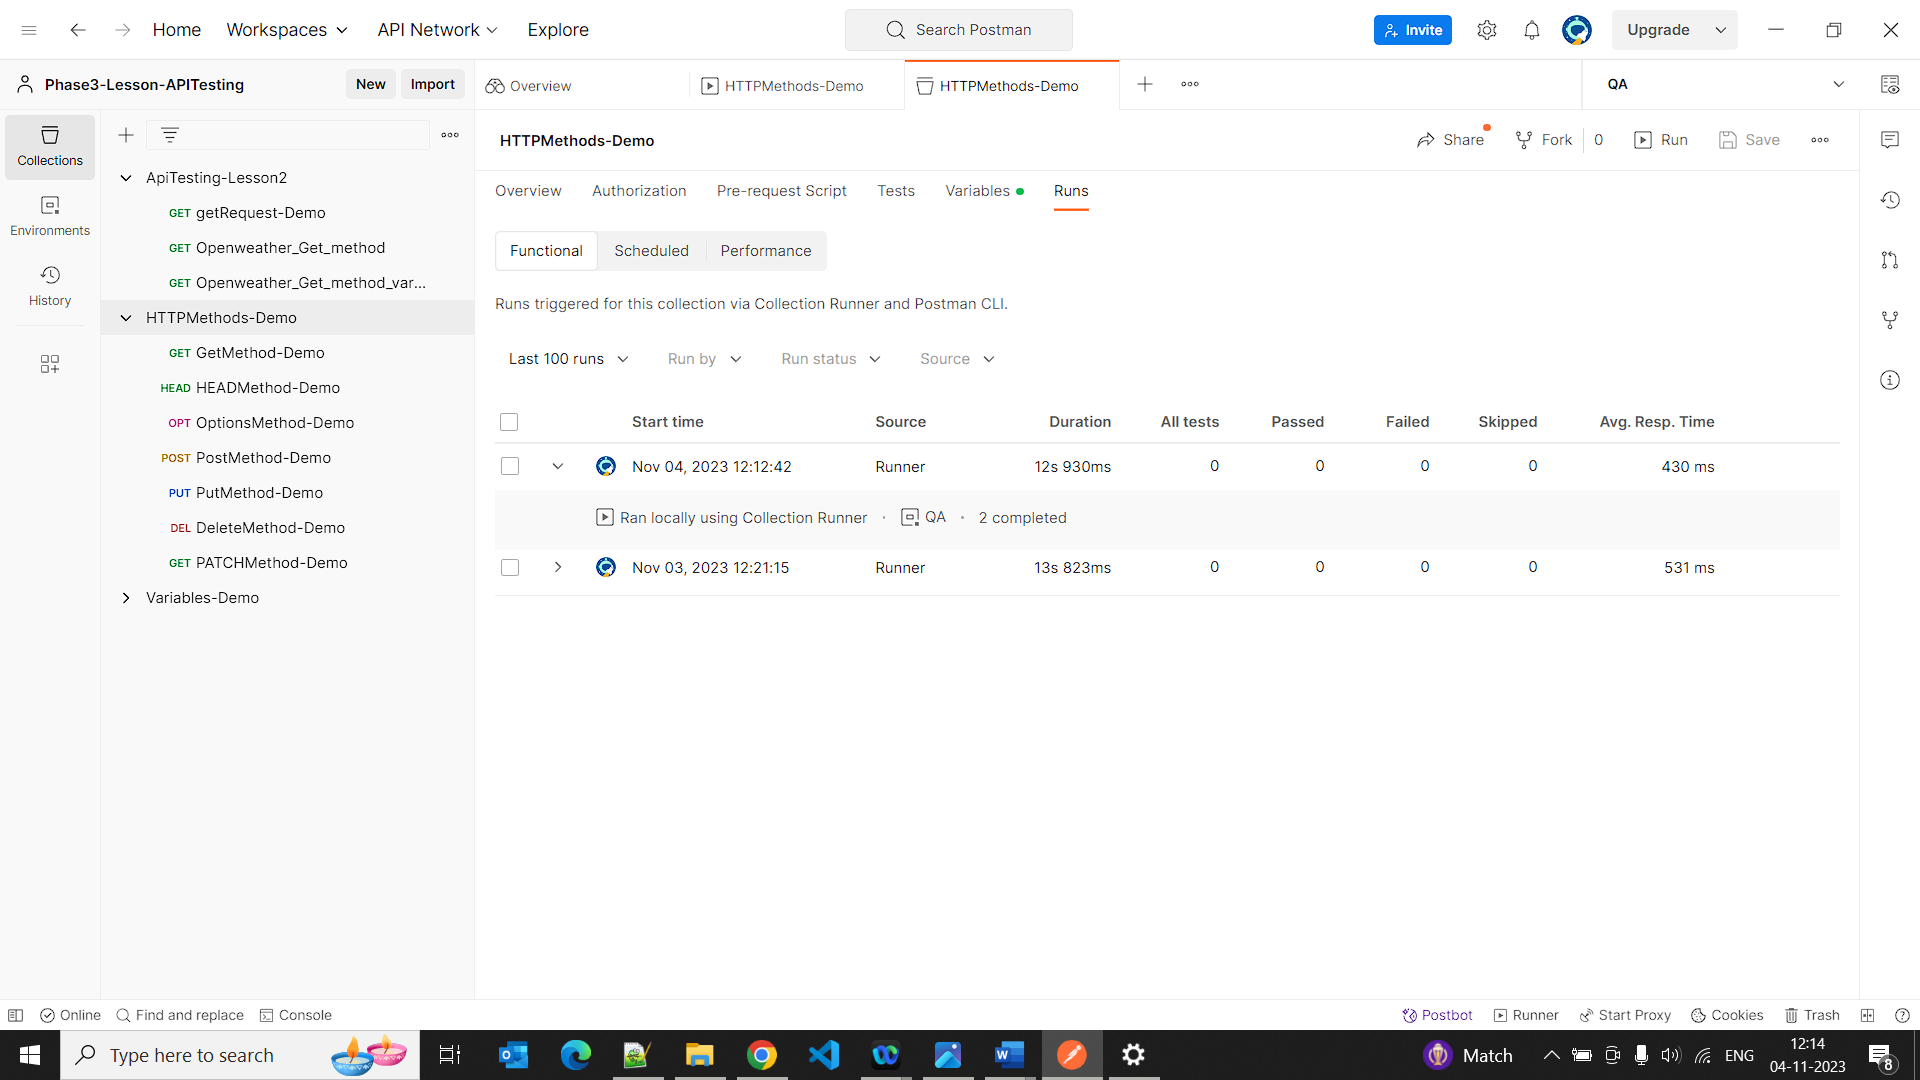 Home Workspaces API Network Explore Search Postman Invite Upgrade
Phase3-Lesson-APITesting New Import Overview HTTPMethods-Demo HTTPMethods-Demo QA
Collections
Environments
History
ApiTesting-Lesson2
GET getRequest-Demo
GET Openweather_Get_method
GET Openweather_Get_method_var...
HTTPMethods-Demo
GET GetMethod-Demo
HEAD HEADMethod-Demo
OPT OptionsMethod-Demo
POST PostMethod-Demo
PUT PutMethod-Demo
DEL DeleteMethod-Demo
GET PATCHMethod-Demo
Variables-Demo
HTTPMethods-Demo Share Fork 0 Run Save
Overview Authorization Pre-request Script Tests Variables Runs
Functional Scheduled Performance
Runs triggered for this collection via Collection Runner and Postman CLI.
Last 100 runs Run by Run status Source
Start time Source Duration All tests Passed Failed Skipped Avg. Resp. Time
Nov 04, 2023 12:12:42 Runner 12s 930ms 0 0 0 0 430 ms
Ran locally using Collection Runner · QA · 2 completed
Nov 03, 2023 12:21:15 Runner 13s 823ms 0 0 0 0 531 ms
Online Find and replace Console Postbot Runner Start Proxy Cookies Trash
Type here to search Match ENG 12:14
04-11-2023 8